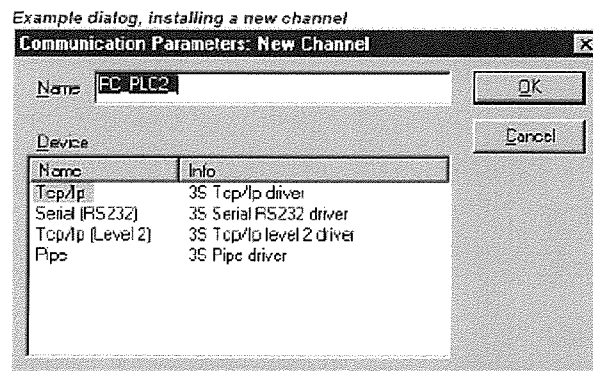 Example dialog, installing a new channel
Communication Parameters: New Channel
Name PC_PLC2
OK
Cancel
Device
Name Info
Tcp/Ip 3S Tcp/Ip driver
Serial (RS232) 3S Serial RS232 driver
Tcp/Ip (Level 2) 3S Tcp/Ip level 2 driver
Pipe 3S Pipe driver